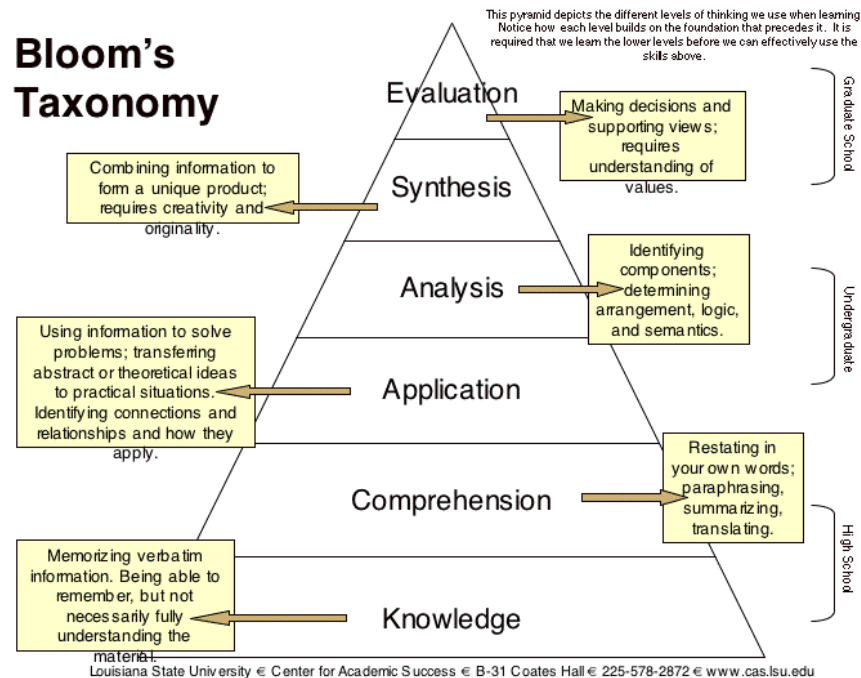 This pyramid depicts the different levels of thinking we use when learning
Notice how each level builds on the foundation that precedes it. It is
required that we learn the lower levels before we can effectively use the
skills above.
Bloom's
Taxonomy
Evaluation
Making decisions and
supporting views;
requires
understanding of
values.
Graduate School
Combining information to
form a unique product;
requires creativity and
originality.
Synthesis
Analysis
Identifying
components;
determining
arrangement, logic,
and semantics.
Undergraduate
Using information to solve
problems; transferring
abstract or theoretical ideas
to practical situations.
Identifying connections and
relationships and how they
apply.
Application
Comprehension
Restating in
your own words;
paraphrasing,
summarizing,
translating.
High School
Memorizing verbatim
information. Being able to
remember, but not
necessarily fully
understanding the
material.
Knowledge
Louisiana State University € Center for Academic Success € B-31 Coates Hall € 225-578-2872 € www.cas.lsu.edu